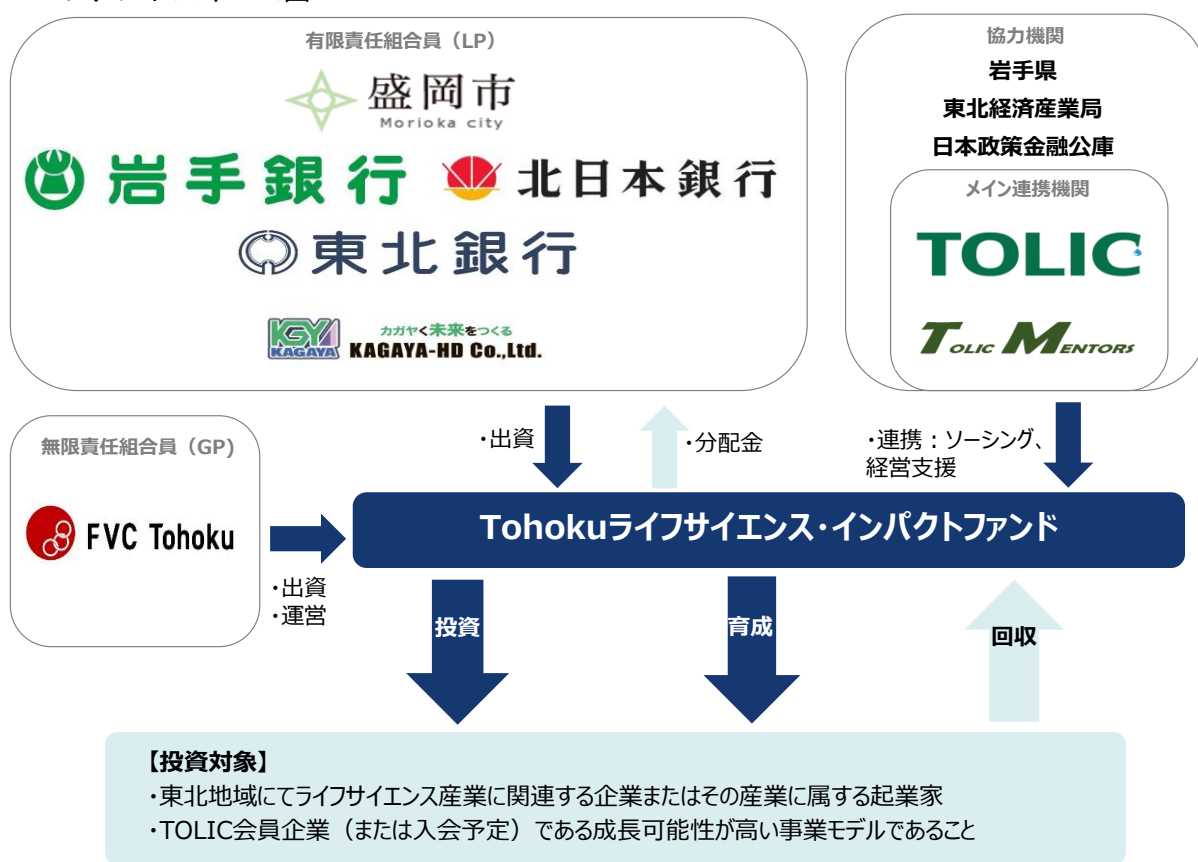 有限責任組合員（LP）
盛岡市
Morioka city
岩手銀行
北日本銀行
東北銀行
KGY
KAGAYA
カガヤく未来をつくる
KAGAYA-HD Co.,Ltd.
協力機関
岩手県
東北経済産業局
日本政策金融公庫
メイン連携機関
TOLIC
TOLIC MENTORS
無限責任組合員（GP）
FVC Tohoku
・出資
・運営
・出資
・分配金
・連携：ソーシング、
経営支援
Tohokuライフサイエンス・インパクトファンド
投資
育成
回収
【投資対象】
・東北地域にてライフサイエンス産業に関連する企業またはその産業に属する起業家
・TOLIC会員企業（または入会予定）である成長可能性が高い事業モデルであること